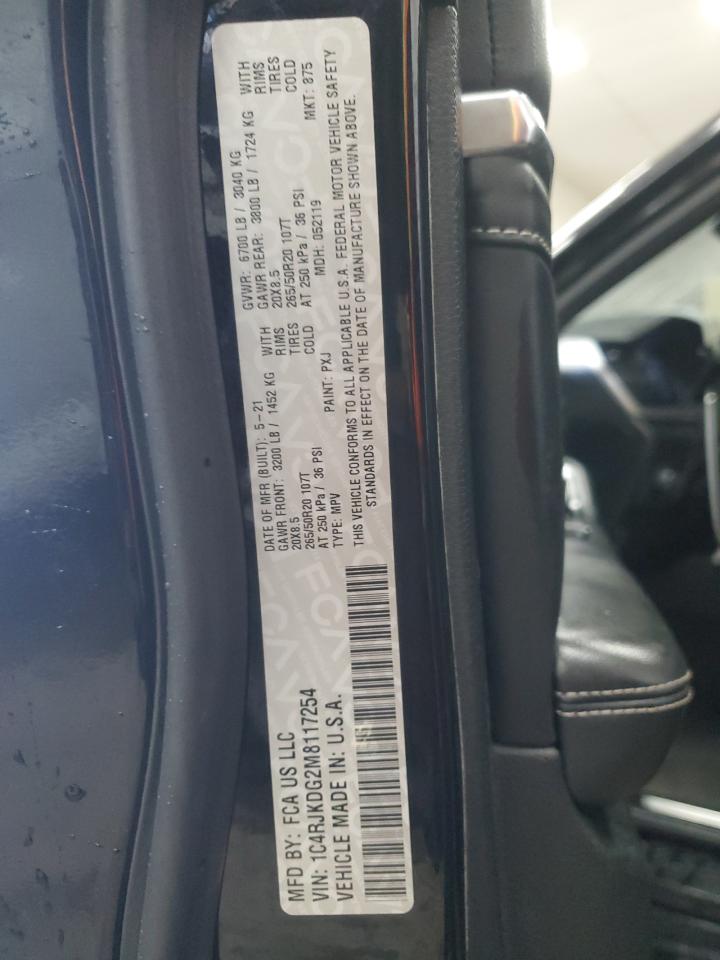 MFD BY: FCA US LLC
VIN: 1C4RJKDG2M8117254
VEHICLE MADE IN: U.S.A.
DATE OF MFR (BUILT): 5-21 GVWR: 6700 LB / 3040 KG
GAWR FRONT: 3200 LB / 1452 KG WITH GAWR REAR: 3800 LB / 1724 KG WITH
20X8.5 RIMS 20X8.5 RIMS
265/50R20 107T TIRES 265/50R20 107T TIRES
AT 250 kPa / 36 PSI COLD AT 250 kPa / 36 PSI COLD
TYPE: MPV PAINT: PXJ MDH: 052119 MKT: 875
THIS VEHICLE CONFORMS TO ALL APPLICABLE U.S.A. FEDERAL MOTOR VEHICLE SAFETY
STANDARDS IN EFFECT ON THE DATE OF MANUFACTURE SHOWN ABOVE.